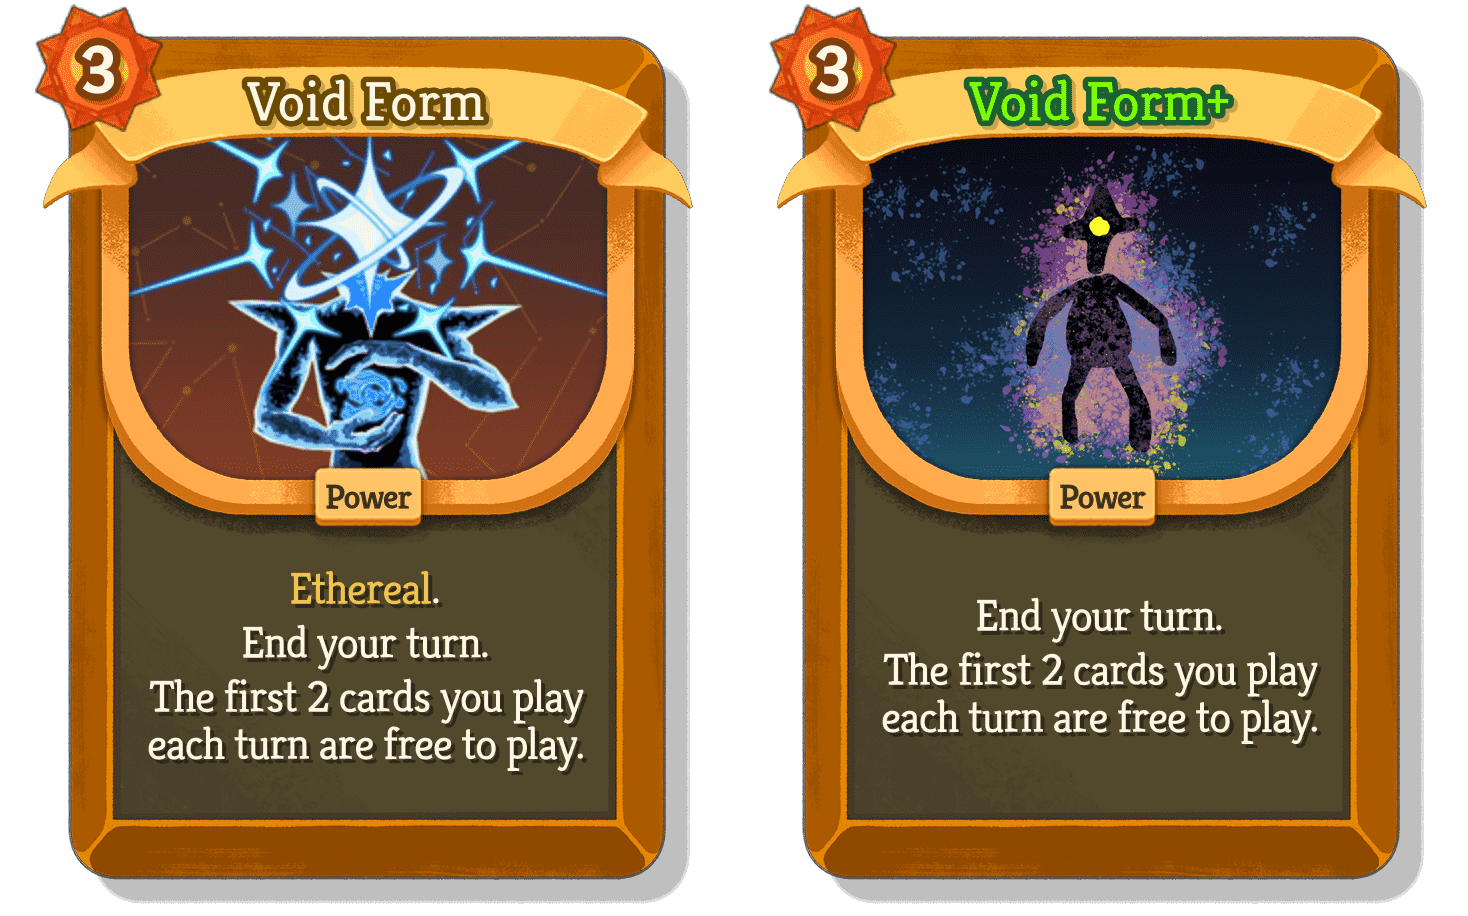 3
Void Form
Power
Ethereal.
End your turn.
The first 2 cards you play
each turn are free to play.
3
Void Form+
Power
End your turn.
The first 2 cards you play
each turn are free to play.